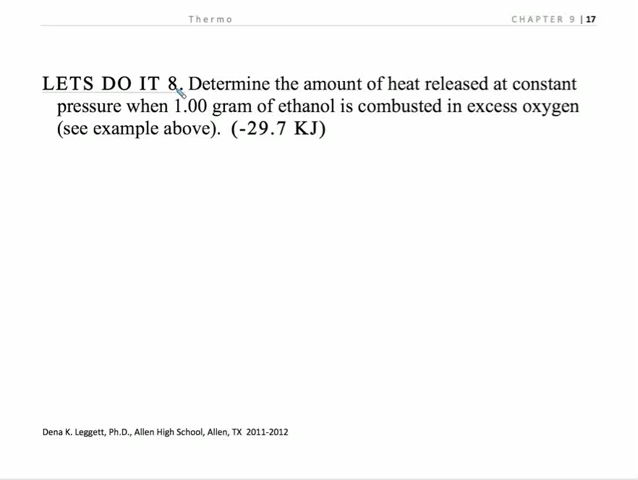 Thermo CHAPTER 9 | 17
LETS DO IT 8. Determine the amount of heat released at constant
pressure when 1.00 gram of ethanol is combusted in excess oxygen
(see example above). (-29.7 KJ)
Dena K. Leggett, Ph.D., Allen High School, Allen, TX 2011-2012